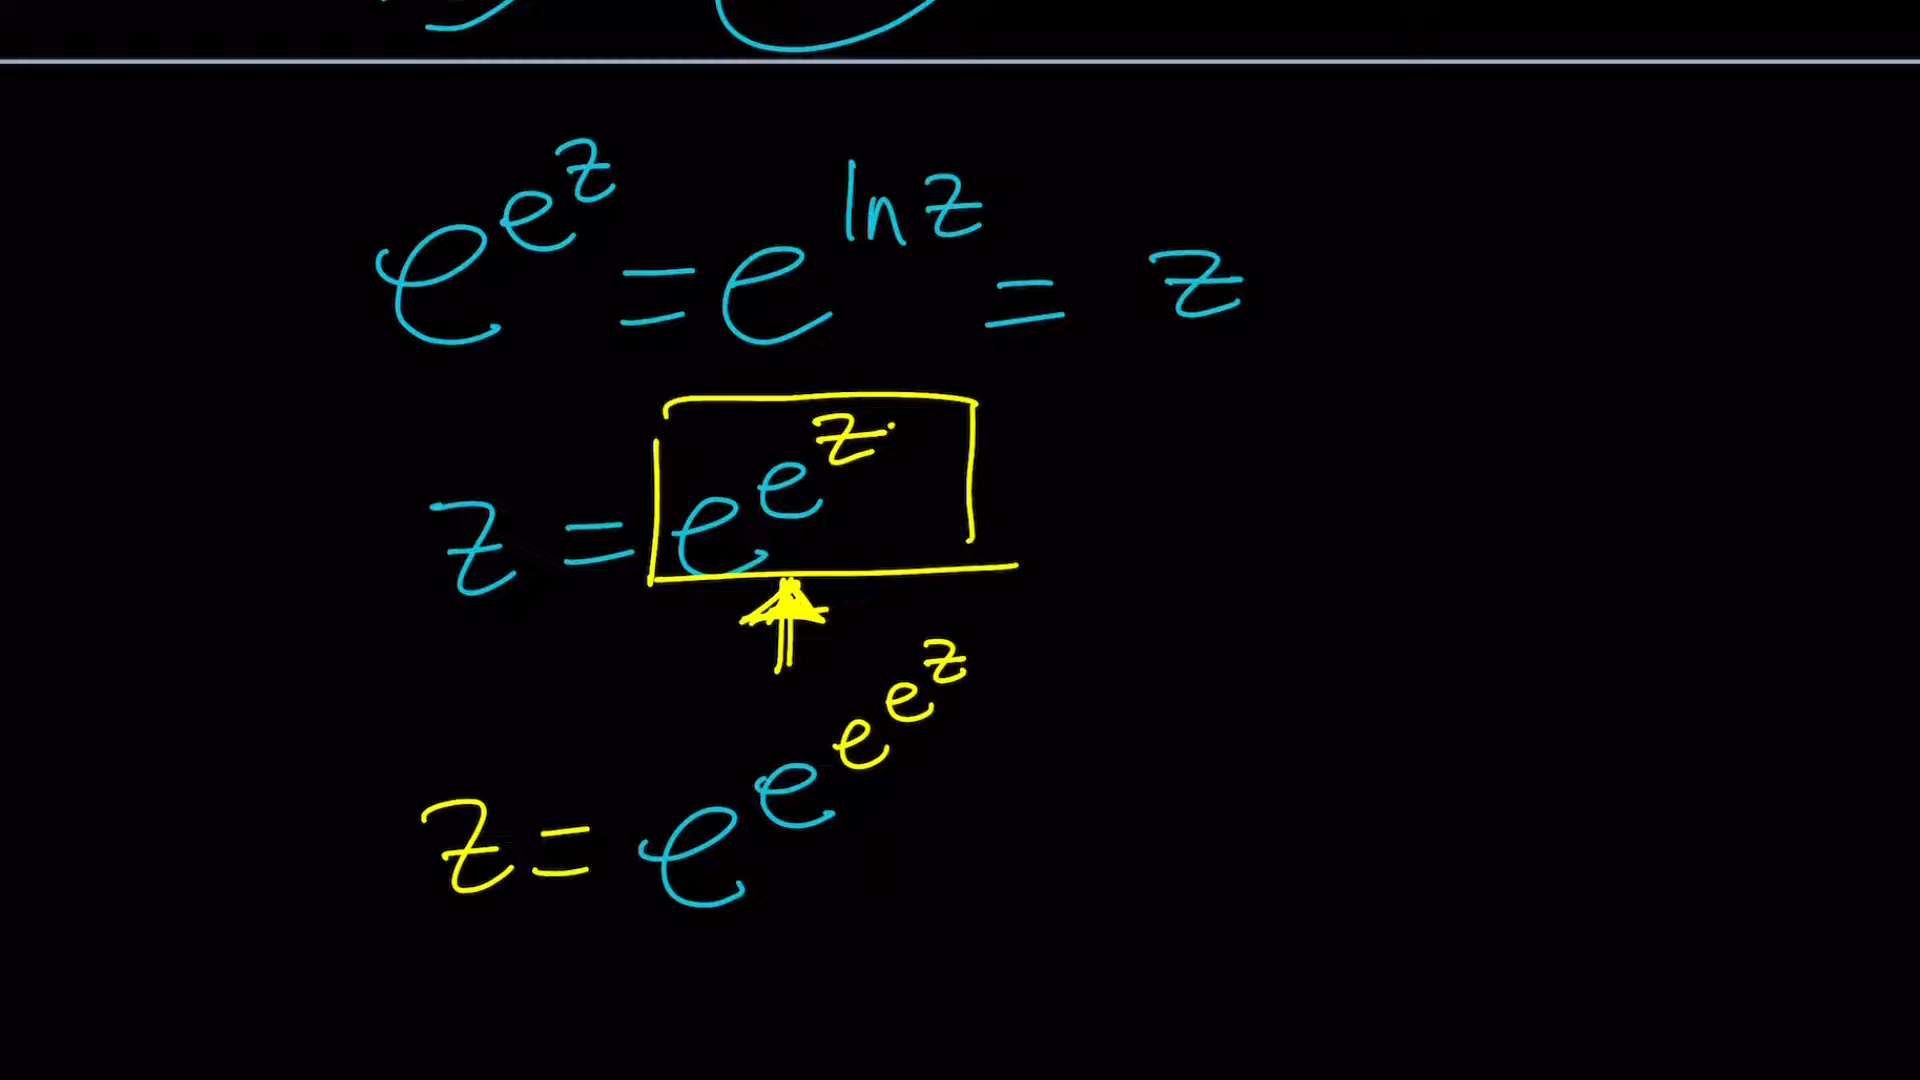 e^{e^z} = e^{ln z} = z
z = e^{e^z}
z = e^{e^{e^{e^z}}}